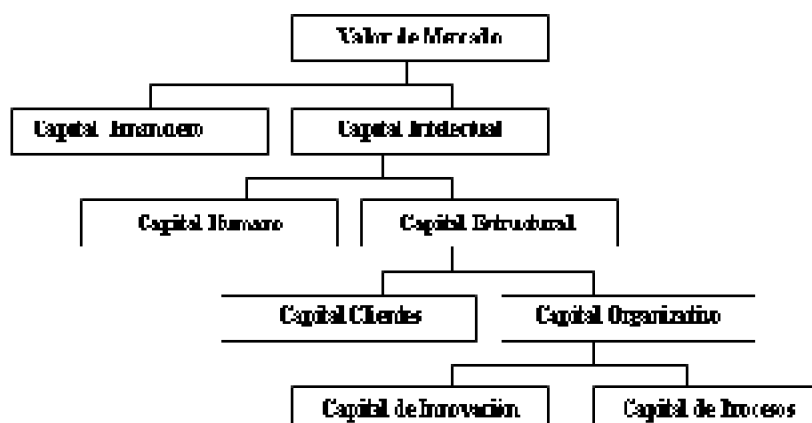 Valor de Mercado
Capital Financiero
Capital Intelectual
Capital Humano
Capital Estructural
Capital Clientes
Capital Organizativo
Capital de Innovación
Capital de Procesos